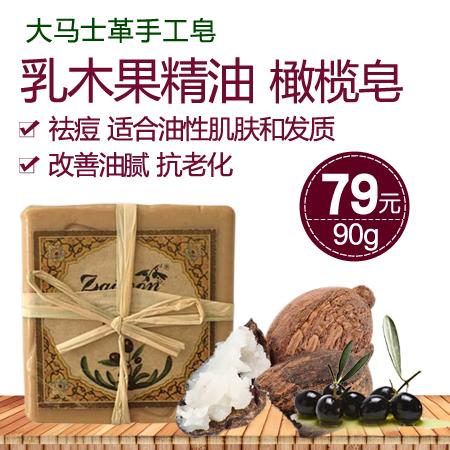 大马士革手工皂
乳木果精油 橄榄皂
祛痘 适合油性肌肤和发质
改善油腻 抗老化
79元
90g